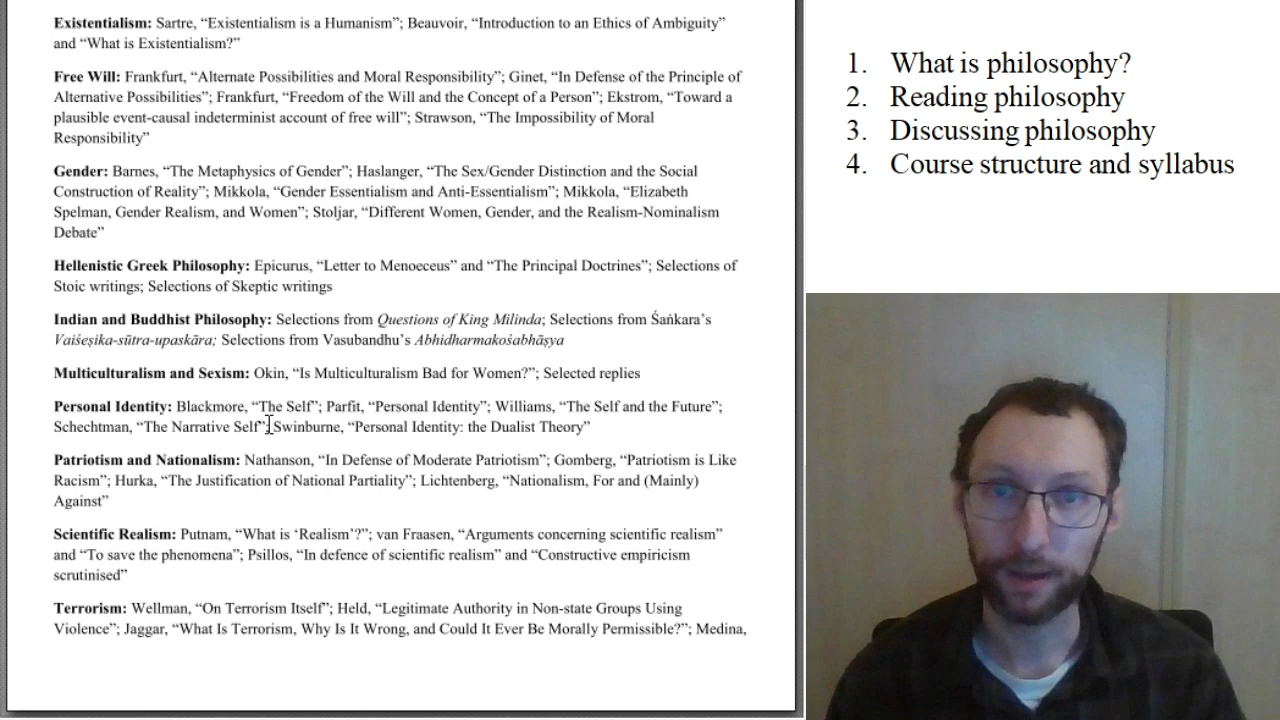 Existentialism: Sartre, “Existentialism is a Humanism”; Beauvoir, “Introduction to an Ethics of Ambiguity”
and “What is Existentialism?”
Free Will: Frankfurt, “Alternate Possibilities and Moral Responsibility”; Ginet, “In Defense of the Principle of
Alternative Possibilities”; Frankfurt, “Freedom of the Will and the Concept of a Person”; Ekstrom, “Toward a
plausible event-causal indeterminist account of free will”; Strawson, “The Impossibility of Moral
Responsibility”
Gender: Barnes, “The Metaphysics of Gender”; Haslanger, “The Sex/Gender Distinction and the Social
Construction of Reality”; Mikkola, “Gender Essentialism and Anti-Essentialism”; Mikkola, “Elizabeth
Spelman, Gender Realism, and Women”; Stoljar, “Different Women, Gender, and the Realism-Nominalism
Debate”
Hellenistic Greek Philosophy: Epicurus, “Letter to Menoeceus” and “The Principal Doctrines”; Selections of
Stoic writings; Selections of Skeptic writings
Indian and Buddhist Philosophy: Selections from Questions of King Milinda; Selections from Śaṅkara’s
Vaiśeṣika-sūtra-upaskāra; Selections from Vasubandhu’s Abhidharmakośabhāṣya
Multiculturalism and Sexism: Okin, “Is Multiculturalism Bad for Women?”; Selected replies
Personal Identity: Blackmore, “The Self”; Parfit, “Personal Identity”; Williams, “The Self and the Future”;
Schechtman, “The Narrative Self”; Swinburne, “Personal Identity: the Dualist Theory”
Patriotism and Nationalism: Nathanson, “In Defense of Moderate Patriotism”; Gomberg, “Patriotism is Like
Racism”; Hurka, “The Justification of National Partiality”; Lichtenberg, “Nationalism, For and (Mainly)
Against”
Scientific Realism: Putnam, “What is ‘Realism’?”; van Fraasen, “Arguments concerning scientific realism”
and “To save the phenomena”; Psillos, “In defence of scientific realism” and “Constructive empiricism
scrutinised”
Terrorism: Wellman, “On Terrorism Itself”; Held, “Legitimate Authority in Non-state Groups Using
Violence”; Jaggar, “What Is Terrorism, Why Is It Wrong, and Could It Ever Be Morally Permissible?”; Medina,
1. What is philosophy?
2. Reading philosophy
3. Discussing philosophy
4. Course structure and syllabus